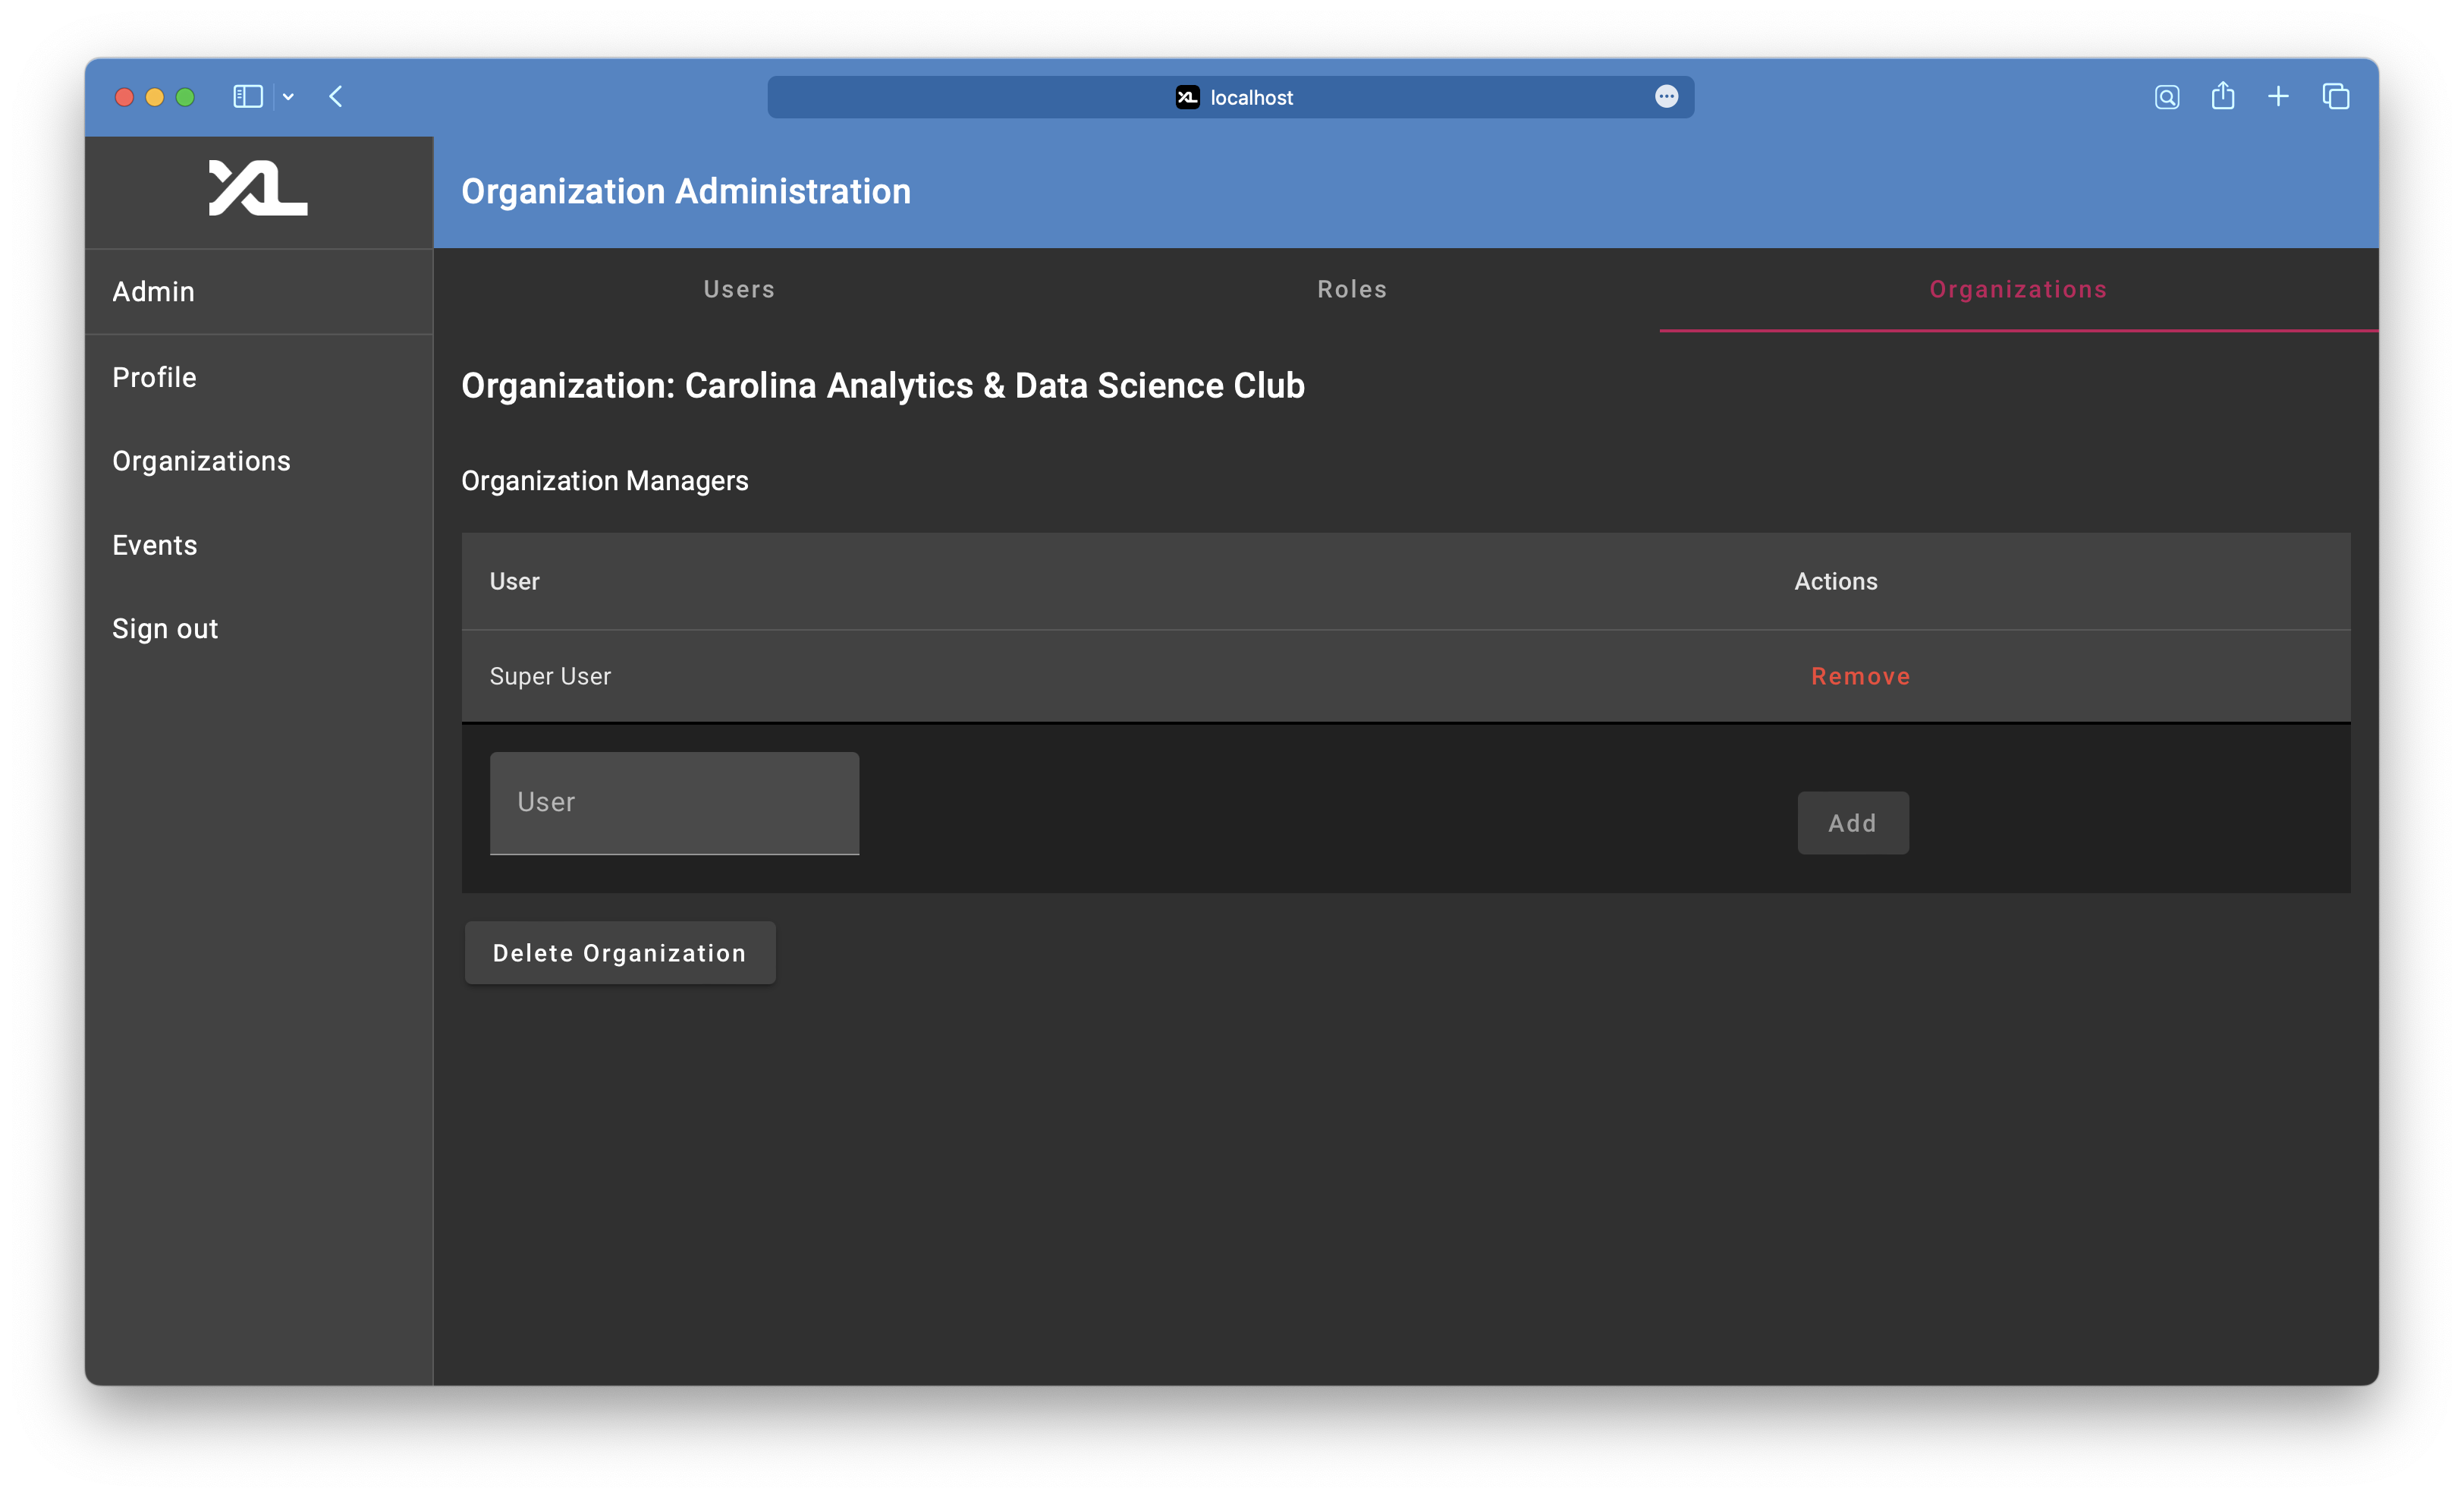 localhost
XL
Organization Administration
Admin
Profile
Organizations
Events
Sign out
Users
Roles
Organizations
Organization: Carolina Analytics & Data Science Club
Organization Managers
User
Actions
Super User
Remove
User
Add
Delete Organization